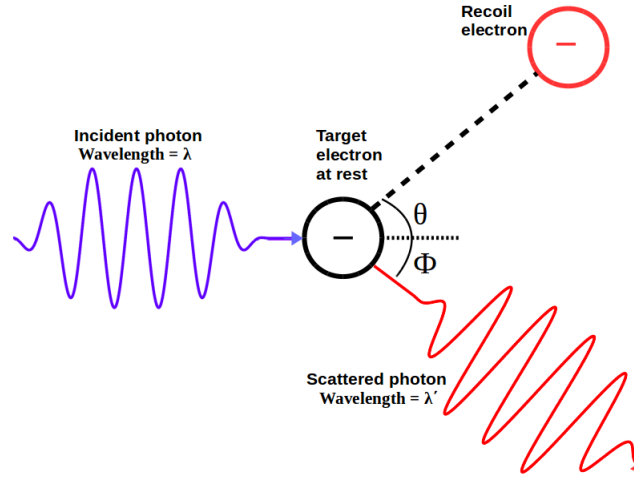 Recoil
electron
−
Incident photon
Wavelength = λ
Target
electron
at rest
−
θ
Φ
Scattered photon
Wavelength = λ′